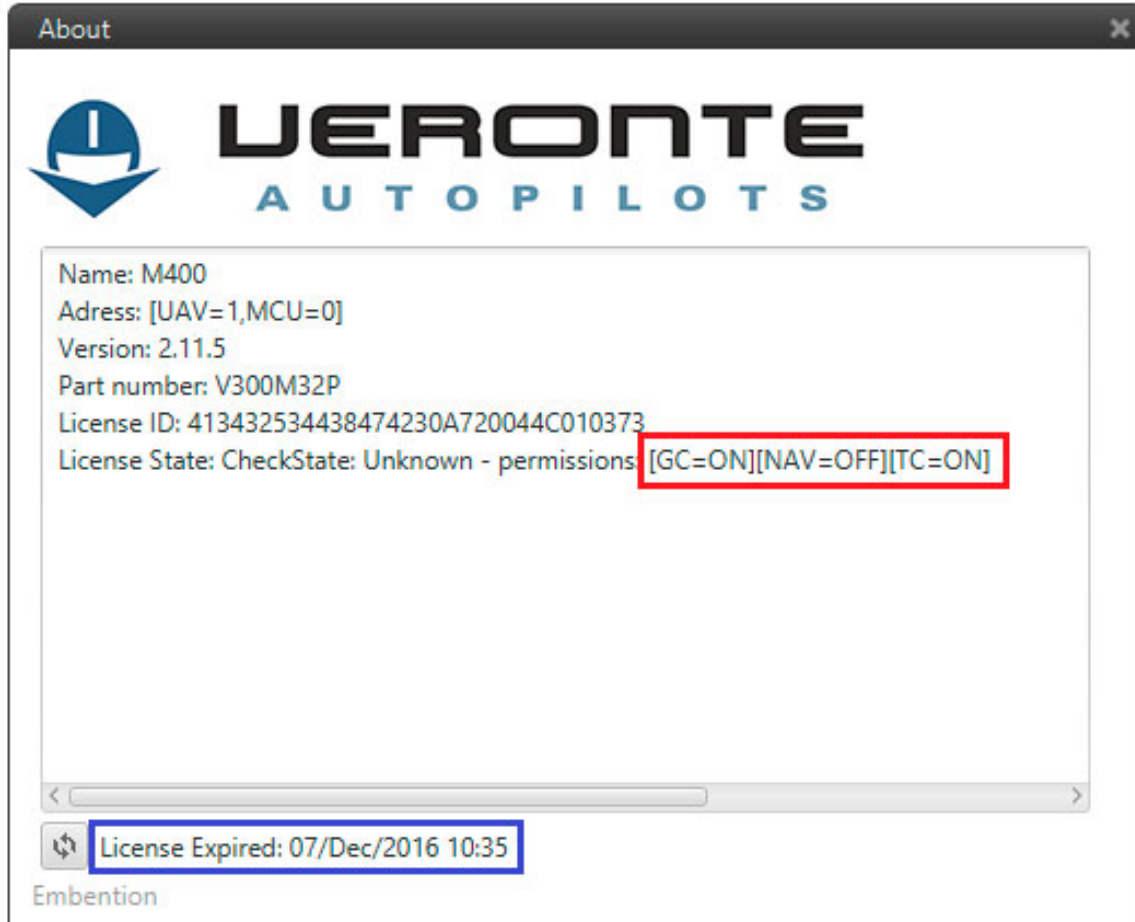 About
VERONTE
AUTOPILOTS
Name: M400
Adress: [UAV=1,MCU=0]
Version: 2.11.5
Part number: V300M32P
License ID: 413432534438474230A720044C010373
License State: CheckState: Unknown - permissions: [GC=ON][NAV=OFF][TC=ON]
License Expired: 07/Dec/2016 10:35
Embention